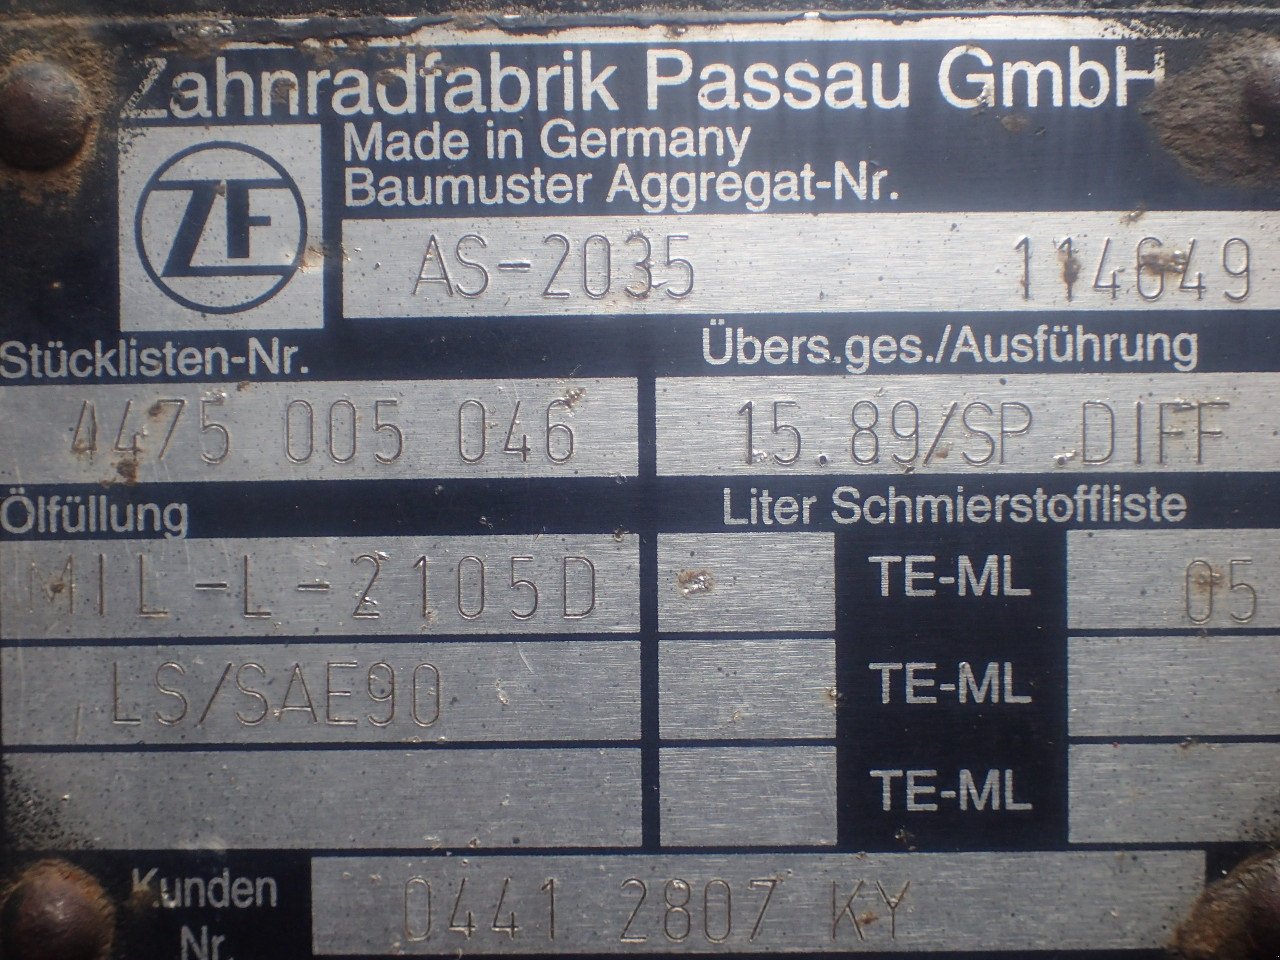 Zahnradfabrik Passau GmbH
Made in Germany
Baumuster Aggregat-Nr.
ZF
AS-2035 114649
Stücklisten-Nr. Übers.ges./Ausführung
4475 005 046 15.89/SP.DIFF
Ölfüllung Liter Schmierstoffliste
MIL-L-2105D TE-ML 05
LS/SAE90 TE-ML
TE-ML
Kunden
Nr.
0441 2807 KY